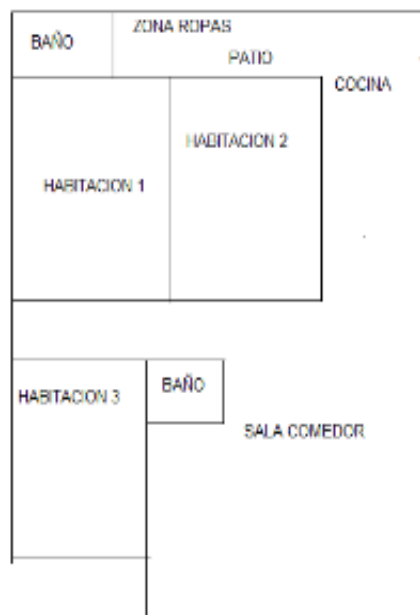 BAÑO
ZONA ROPAS
PATIO
COCINA
HABITACION 2
HABITACION 1
HABITACION 3
BAÑO
SALA COMEDOR